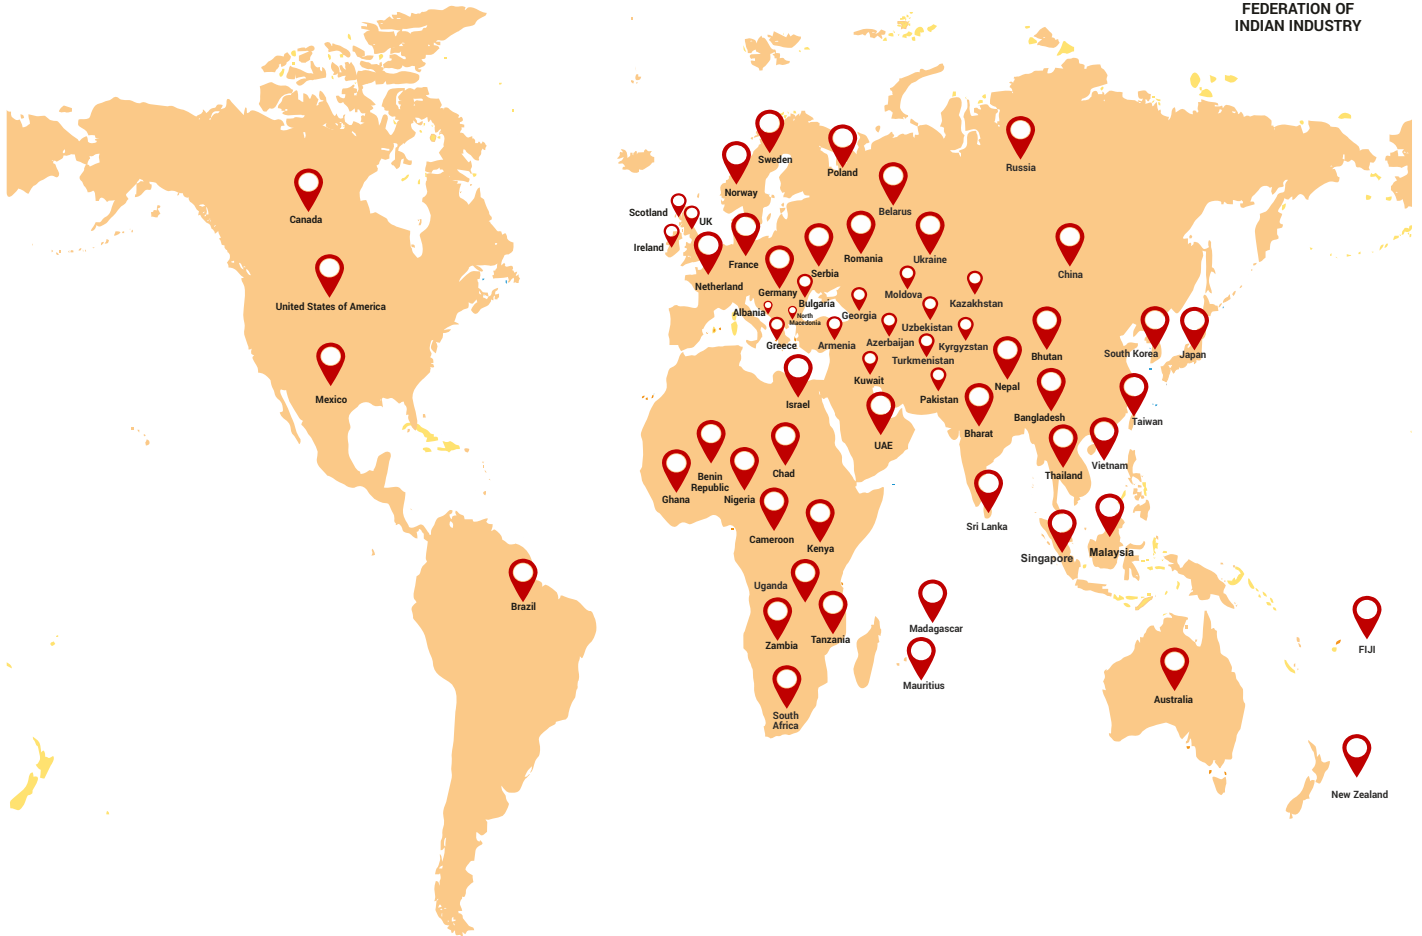 FEDERATION OF
INDIAN INDUSTRY
Sweden
Poland
Russia
Norway
Scotland
UK
Belarus
Canada
Ireland
France
Romania
Ukraine
Netherland
Germany
Serbia
China
Moldova
Kazakhstan
United States of America
Albania
Bulgaria
North
Macedonia
Georgia
Uzbekistan
Greece
Armenia
Azerbaijan
Kyrgyzstan
Turkmenistan
Bhutan
South Korea
Japan
Kuwait
Nepal
Mexico
Israel
Pakistan
Bangladesh
Taiwan
UAE
Bharat
Benin
Republic
Chad
Thailand
Vietnam
Ghana
Nigeria
Sri Lanka
Cameroon
Kenya
Singapore
Malaysia
Uganda
Brazil
Madagascar
Zambia
Tanzania
FIJI
Mauritius
Australia
South
Africa
New Zealand